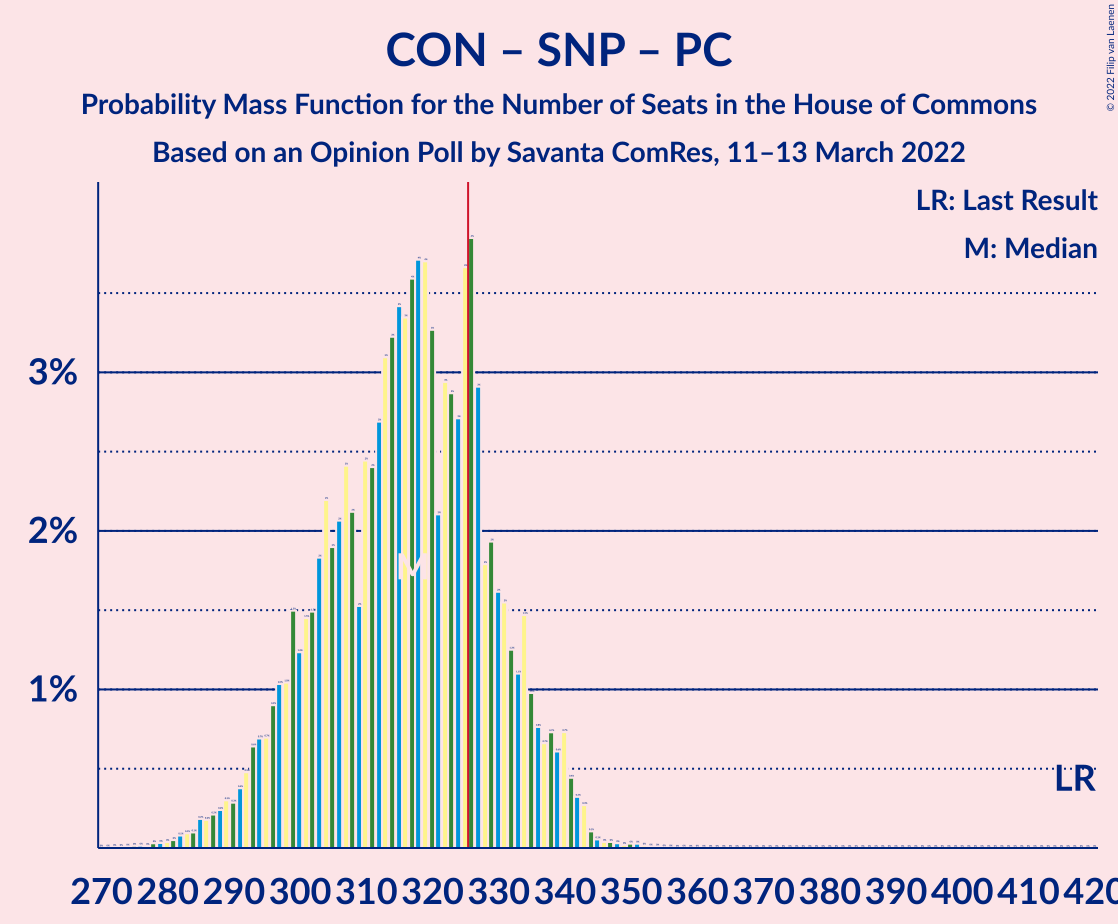 CON – SNP – PC
Probability Mass Function for the Number of Seats in the House of Commons
Based on an Opinion Poll by Savanta ComRes, 11–13 March 2022
© 2022 Filip van Laenen
LR: Last Result
M: Median
3%
2%
1%
M
LR
270 280 290 300 310 320 330 340 350 360 370 380 390 400 410 420